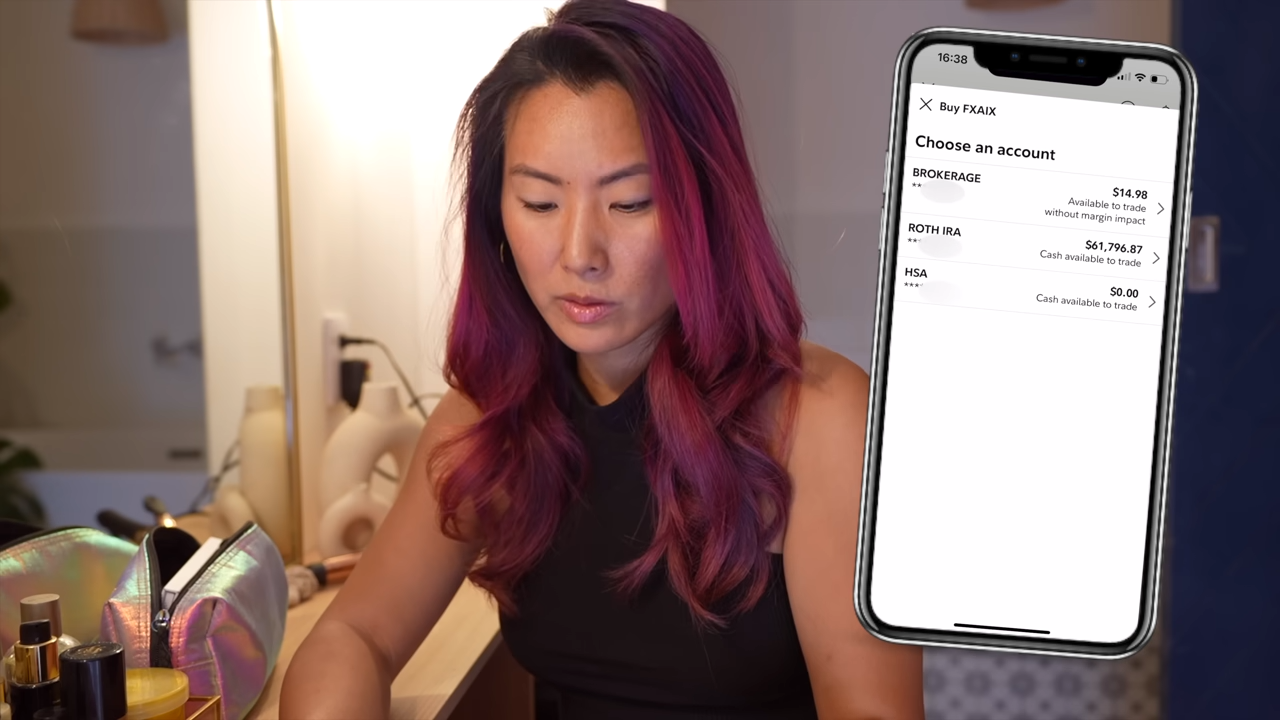 16:38
Buy FXAIX
Choose an account
BROKERAGE
$14.98
**
Available to trade
without margin impact
ROTH IRA
$61,796.87
**
Cash available to trade
HSA
$0.00
***
Cash available to trade